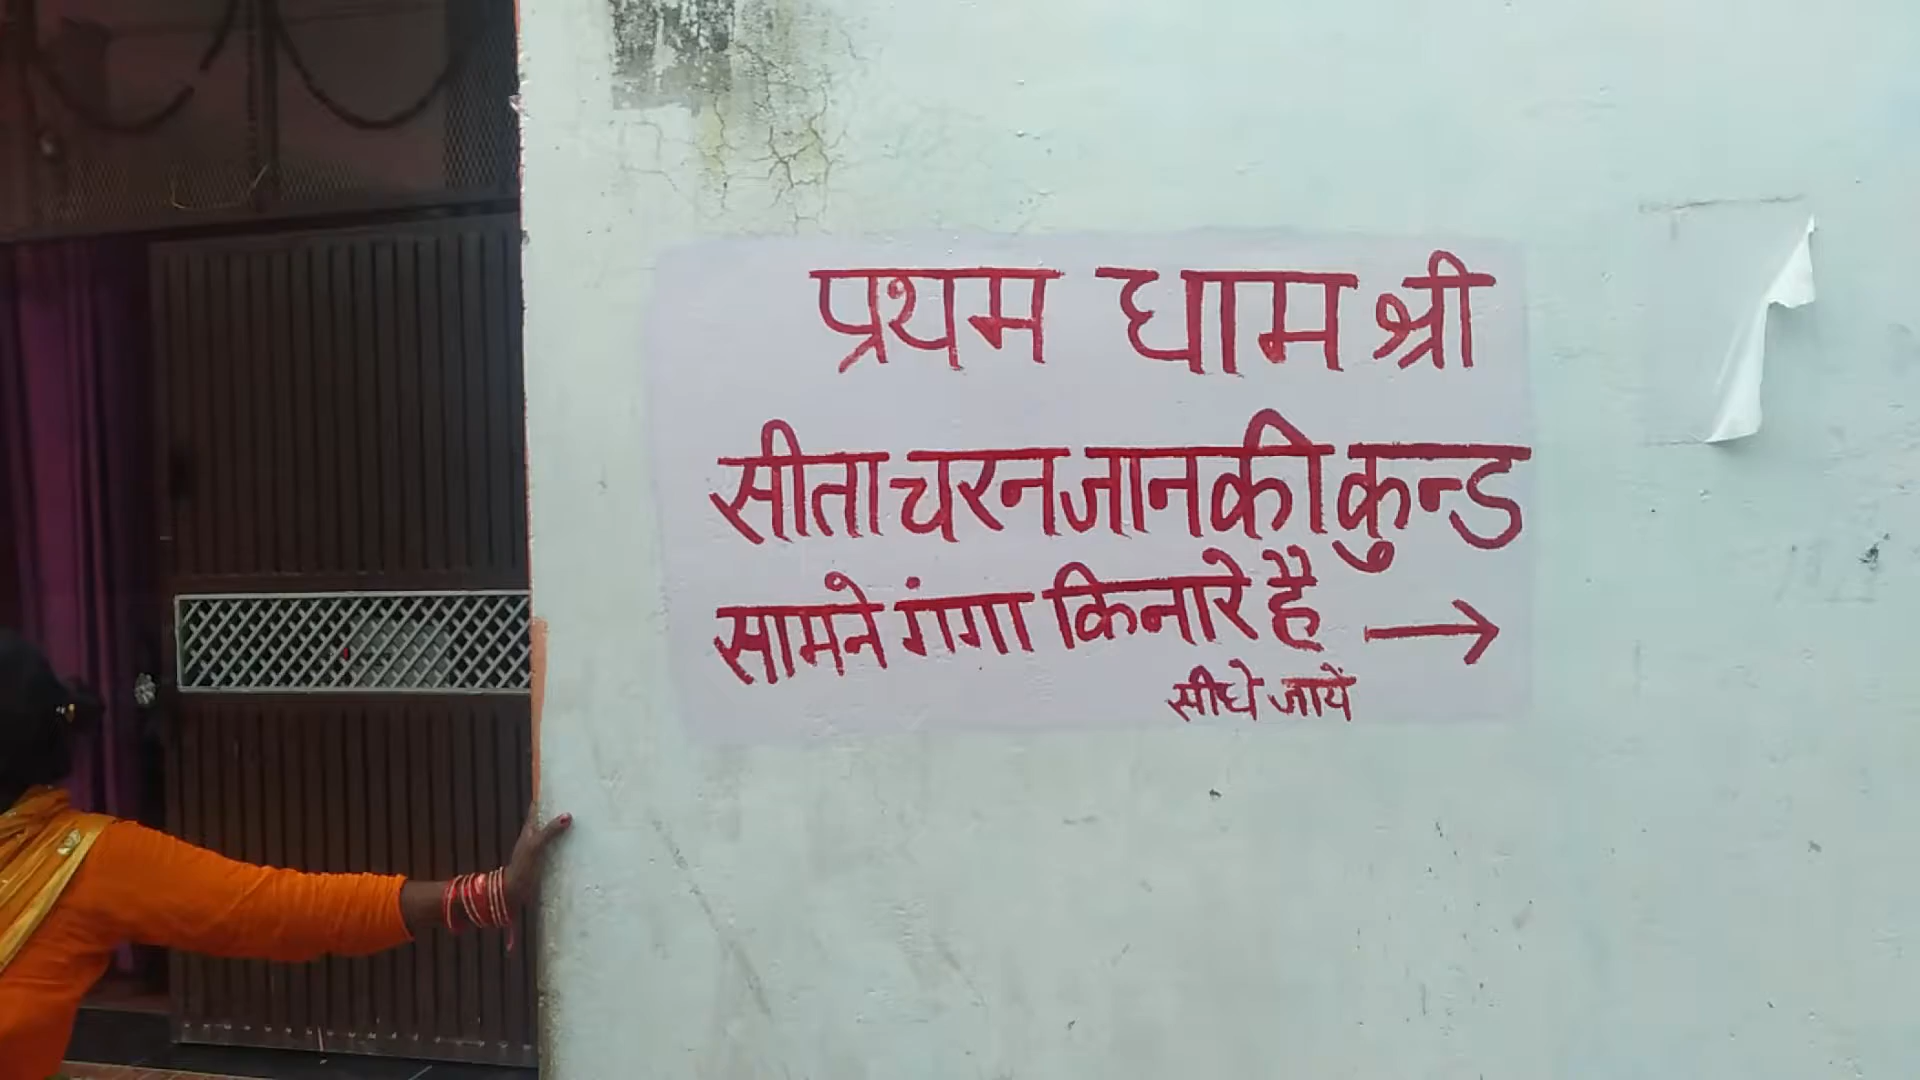 प्रथम धाम श्री
सीता चरन जानकी कुन्ड
सामने गंगा किनारे है →
सीधे जायें